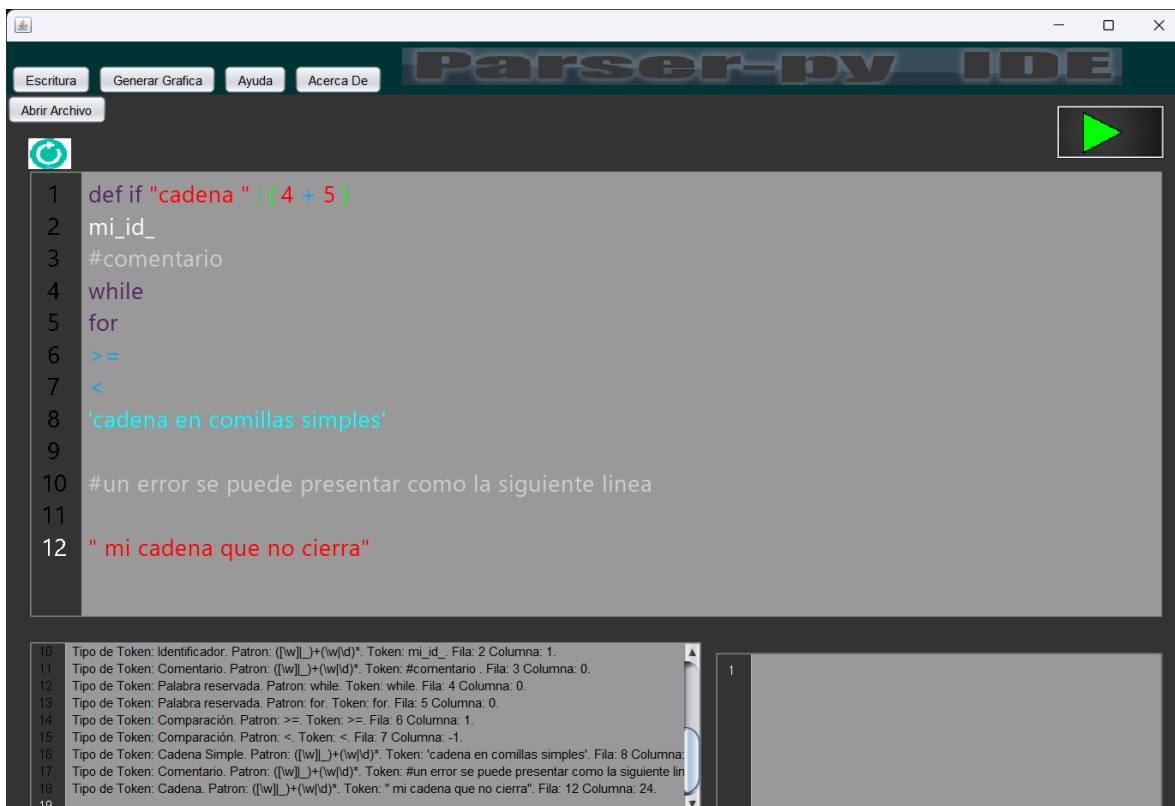 Parser-py IDE
Escritura Generar Grafica Ayuda Acerca De
Abrir Archivo
1 def if "cadena " : ( 4 + 5 )
2 mi_id_
3 #comentario
4 while
5 for
6 >=
7 <
8 'cadena en comillas simples'
9
10 #un error se puede presentar como la siguiente linea
11
12 " mi cadena que no cierra"
10 Tipo de Token: Identificador. Patron: ([\w]|_)+(\w|\d)*. Token: mi_id_. Fila: 2 Columna: 1.
11 Tipo de Token: Comentario. Patron: ([\w]|_)+(\w|\d)*. Token: #comentario . Fila: 3 Columna: 0.
12 Tipo de Token: Palabra reservada. Patron: while. Token: while. Fila: 4 Columna: 0.
13 Tipo de Token: Palabra reservada. Patron: for. Token: for. Fila: 5 Columna: 0.
14 Tipo de Token: Comparación. Patron: >=. Token: >=. Fila: 6 Columna: 1.
15 Tipo de Token: Comparación. Patron: <. Token: <. Fila: 7 Columna: -1.
16 Tipo de Token: Cadena Simple. Patron: ([\w]|_)+(\w|\d)*. Token: 'cadena en comillas simples'. Fila: 8 Columna:
17 Tipo de Token: Comentario. Patron: ([\w]|_)+(\w|\d)*. Token: #un error se puede presentar como la siguiente lin
18 Tipo de Token: Cadena. Patron: ([\w]|_)+(\w|\d)*. Token: " mi cadena que no cierra". Fila: 12 Columna: 24.
19
1